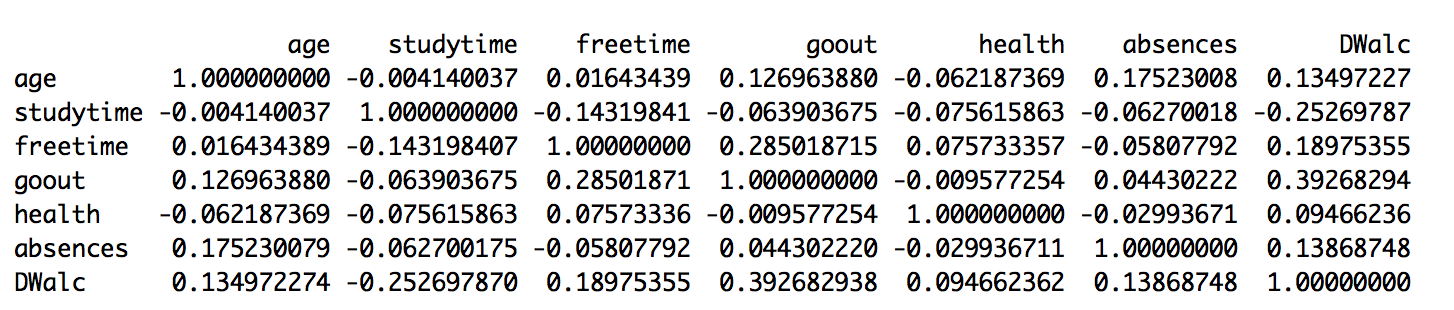 age studytime freetime goout health absences DWalc
age 1.000000000 -0.004140037 0.01643439 0.126963880 -0.062187369 0.17523008 0.13497227
studytime -0.004140037 1.000000000 -0.14319841 -0.063903675 -0.075615863 -0.06270018 -0.25269787
freetime 0.016434389 -0.143198407 1.00000000 0.285018715 0.075733357 -0.05807792 0.18975355
goout 0.126963880 -0.063903675 0.28501871 1.000000000 -0.009577254 0.04430222 0.39268294
health -0.062187369 -0.075615863 0.07573336 -0.009577254 1.000000000 -0.02993671 0.09466236
absences 0.175230079 -0.062700175 -0.05807792 0.044302220 -0.029936711 1.00000000 0.13868748
DWalc 0.134972274 -0.252697870 0.18975355 0.392682938 0.094662362 0.13868748 1.00000000